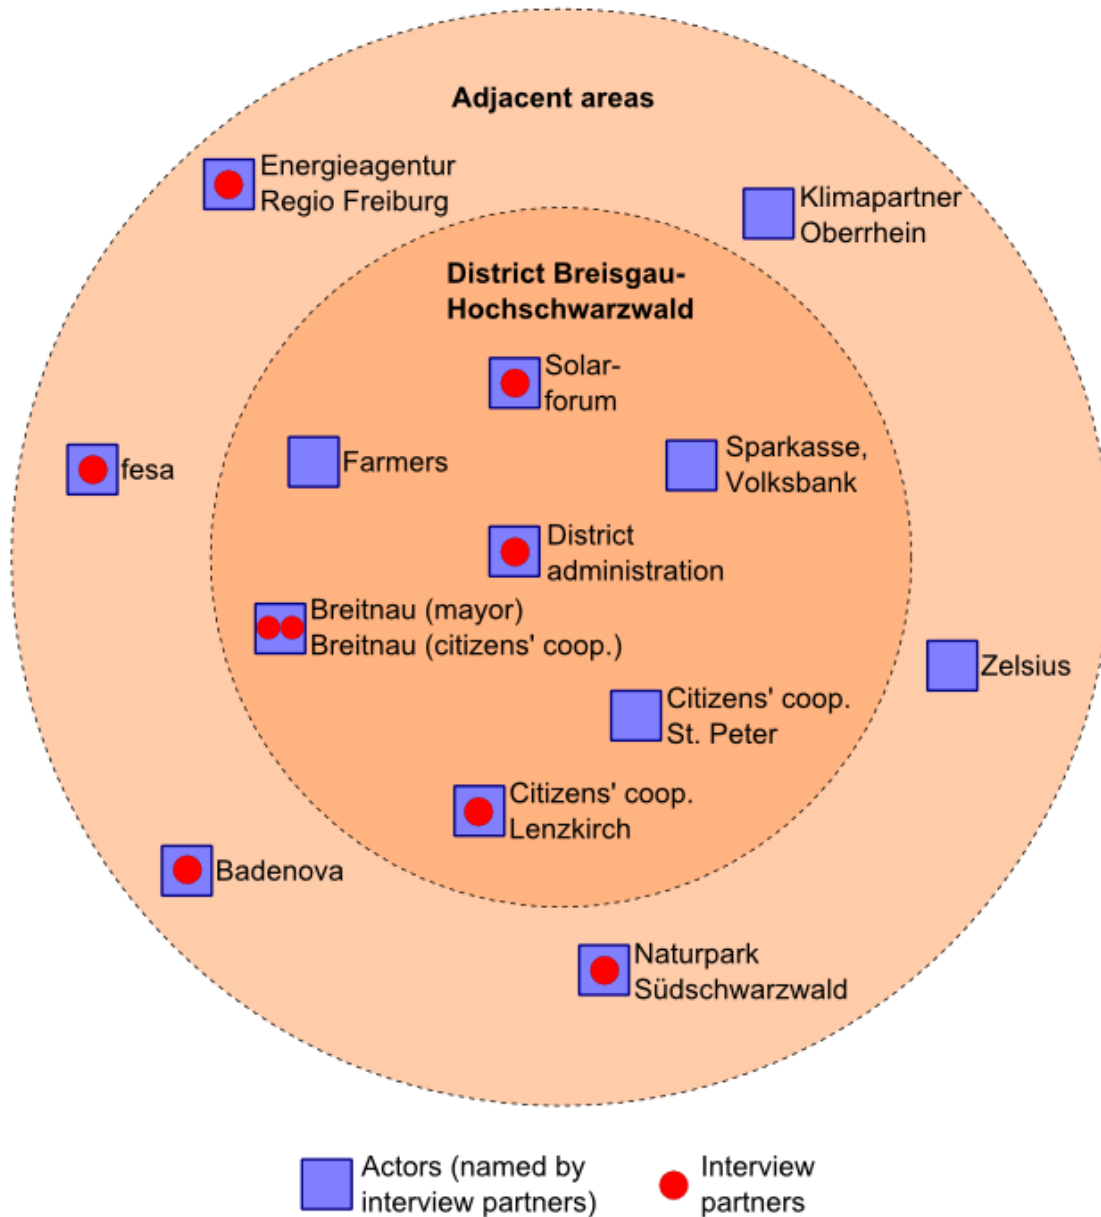 Adjacent areas
Energieagentur
Regio Freiburg
Klimapartner
Oberrhein
District Breisgau-
Hochschwarzwald
Solar-
forum
Farmers
Sparkasse,
Volksbank
fesa
District
administration
Breitnau (mayor)
Breitnau (citizens' coop.)
Zelsius
Citizens' coop.
St. Peter
Citizens' coop.
Lenzkirch
Badenova
Naturpark
Südschwarzwald
Actors (named by
interview partners)
Interview
partners